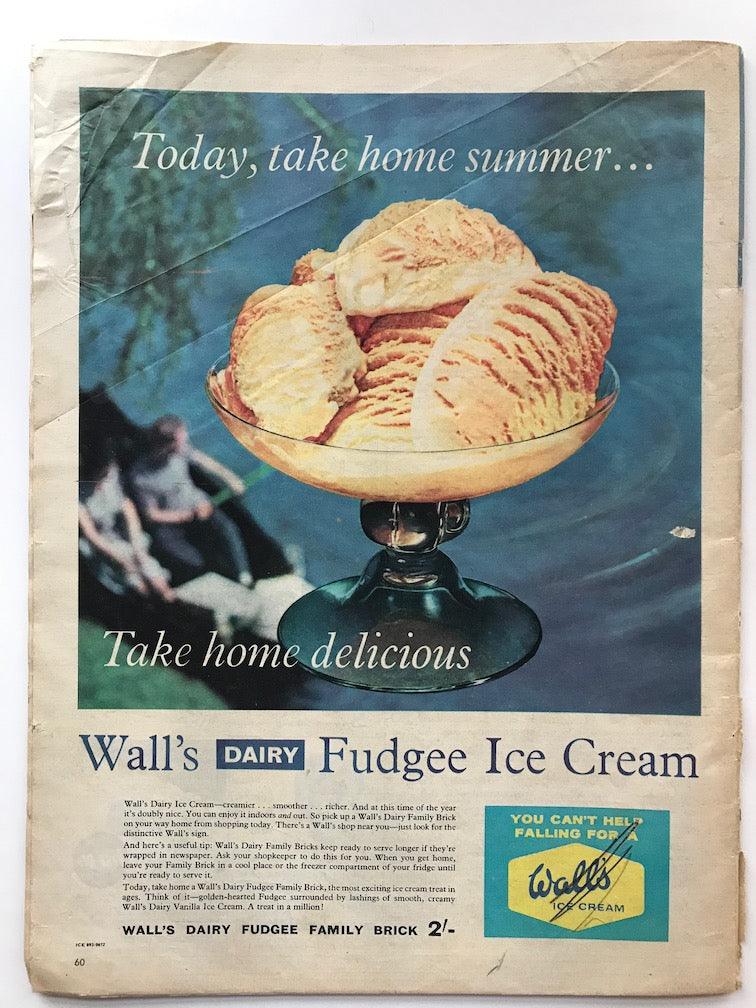 Today, take home summer...
Take home delicious
Wall's DAIRY Fudgee Ice Cream
Wall's Dairy Ice Cream—creamier . . . smoother . . . richer. And at this time of the year
it's doubly nice. You can enjoy it indoors and out. So pick up a Wall's Dairy Family Brick
on your way home from shopping today. There's a Wall's shop near you—just look for the
distinctive Wall's sign.
And here's a useful tip: Wall's Dairy Family Bricks keep ready to serve longer if they're
wrapped in newspaper. Ask your shopkeeper to do this for you. When you get home,
leave your Family Brick in a cool place or the freezer compartment of your fridge until
you're ready to serve it.
Today, take home a Wall's Dairy Fudgee Family Brick, the most exciting ice cream treat in
ages. Think of it—golden-hearted Fudgee surrounded by lashings of smooth, creamy
Wall's Dairy Vanilla Ice Cream. A treat in a million!
WALL'S DAIRY FUDGEE FAMILY BRICK 2/-
YOU CAN'T HELP
FALLING FOR A
Wall's
ICE CREAM
60